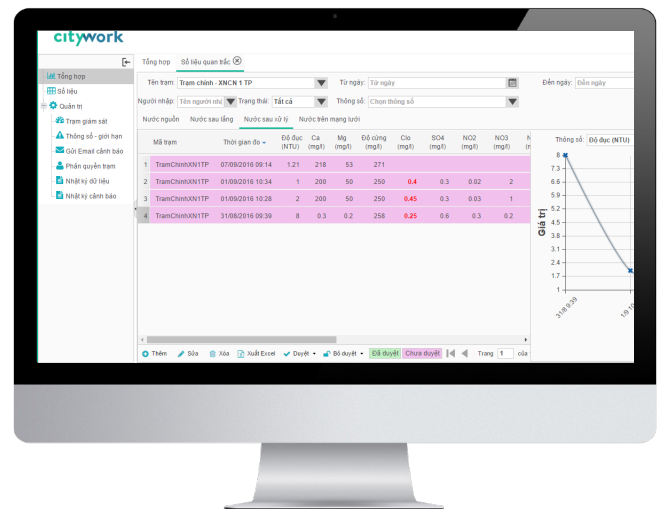 citywork
Tổng hợp
Số liệu
Quản trị
Trạm giám sát
Thông số - giới hạn
Gửi Email cảnh báo
Phân quyền trạm
Nhật ký dữ liệu
Nhật ký cảnh báo
Tổng hợp Số liệu quan trắc
Tên trạm: Trạm chính - XNCN 1 TP Từ ngày: Từ ngày Đến ngày: Đến ngày
Người nhập: Tên người nhậ Trạng thái: Tất cả Thông số: Chọn thông số
Nước nguồn Nước sau lắng Nước sau xử lý Nước trên mạng lưới
Mã trạm Thời gian đo Độ đục (NTU) Ca (mg/l) Mg (mg/l) Độ cứng (mg/l) Clo (mg/l) SO4 (mg/l) NO2 (mg/l) NO3 (mg/l)
1 TramChinhXN1TP 07/09/2016 09:14 1.21 218 53 271
2 TramChinhXN1TP 01/09/2016 10:34 1 200 50 250 0.4 0.3 0.02 2
3 TramChinhXN1TP 01/09/2016 10:28 2 200 50 250 0.45 0.3 0.03 1
4 TramChinhXN1TP 31/08/2016 09:39 8 0.3 0.2 258 0.25 0.6 0.3 0.2
Thêm Sửa Xóa Xuất Excel Duyệt Bỏ duyệt Đã duyệt Chưa duyệt Trang 1 của
Thông số: Độ đục (NTU)
Giá trị
8
7.3
6.6
5.9
5.2
4.5
3.8
3.1
2.4
1.7
1
31/8 9:39